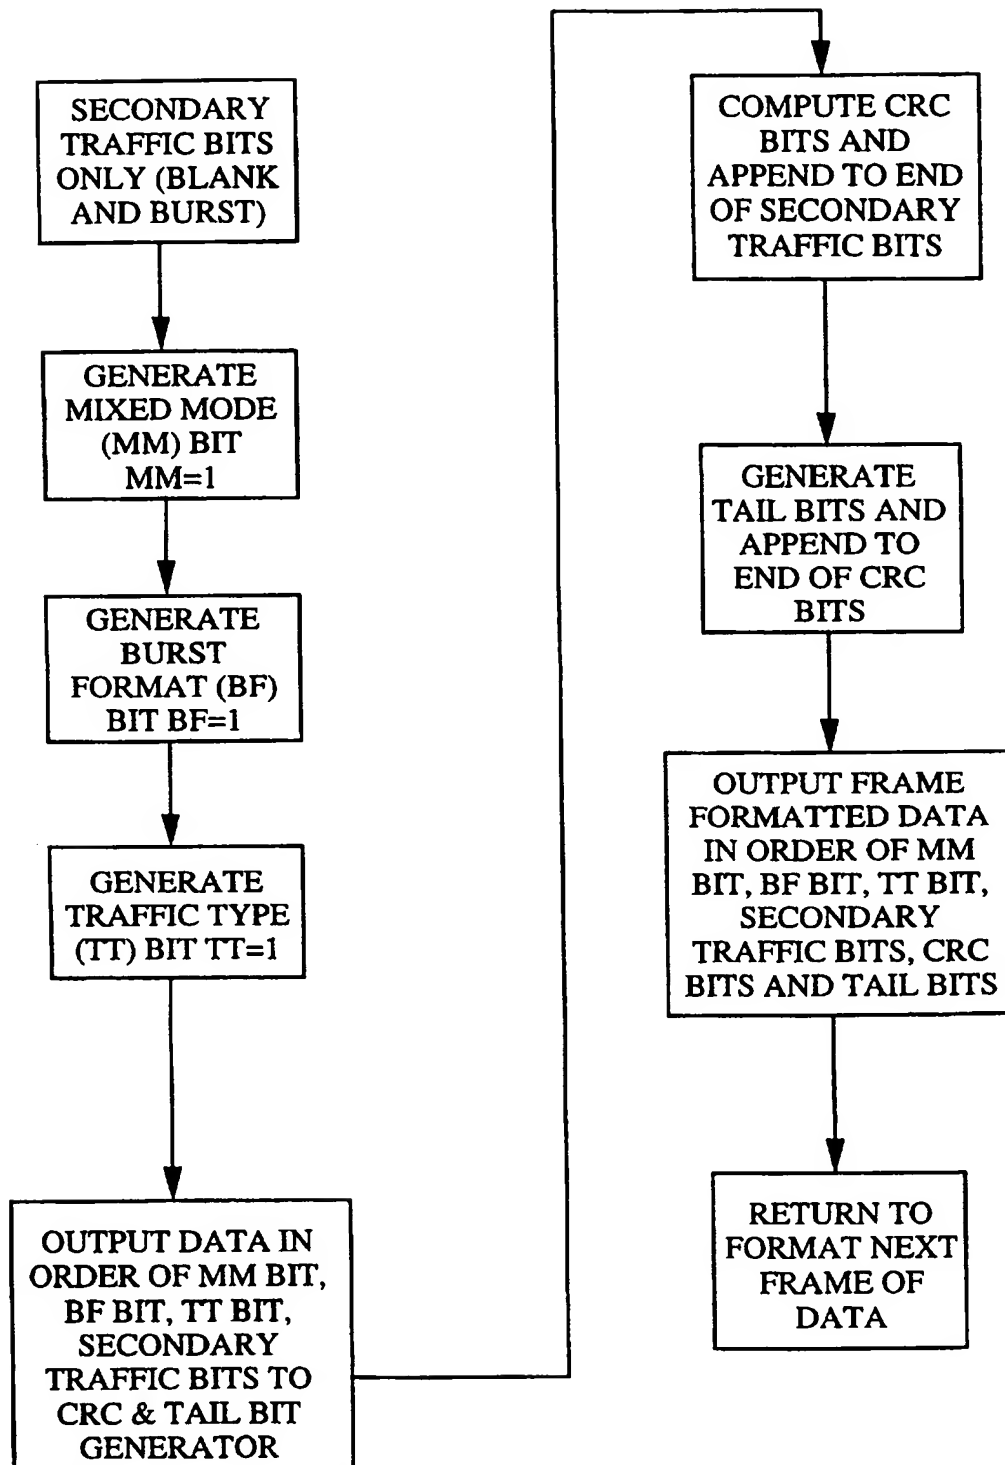 SECONDARY
TRAFFIC BITS
ONLY (BLANK
AND BURST)
GENERATE
MIXED MODE
(MM) BIT
MM=1
GENERATE
BURST
FORMAT (BF)
BIT BF=1
GENERATE
TRAFFIC TYPE
(TT) BIT TT=1
OUTPUT DATA IN
ORDER OF MM BIT,
BF BIT, TT BIT,
SECONDARY
TRAFFIC BITS TO
CRC & TAIL BIT
GENERATOR
COMPUTE CRC
BITS AND
APPEND TO END
OF SECONDARY
TRAFFIC BITS
GENERATE
TAIL BITS AND
APPEND TO
END OF CRC
BITS
OUTPUT FRAME
FORMATTED DATA
IN ORDER OF MM
BIT, BF BIT, TT BIT,
SECONDARY
TRAFFIC BITS, CRC
BITS AND TAIL BITS
RETURN TO
FORMAT NEXT
FRAME OF
DATA